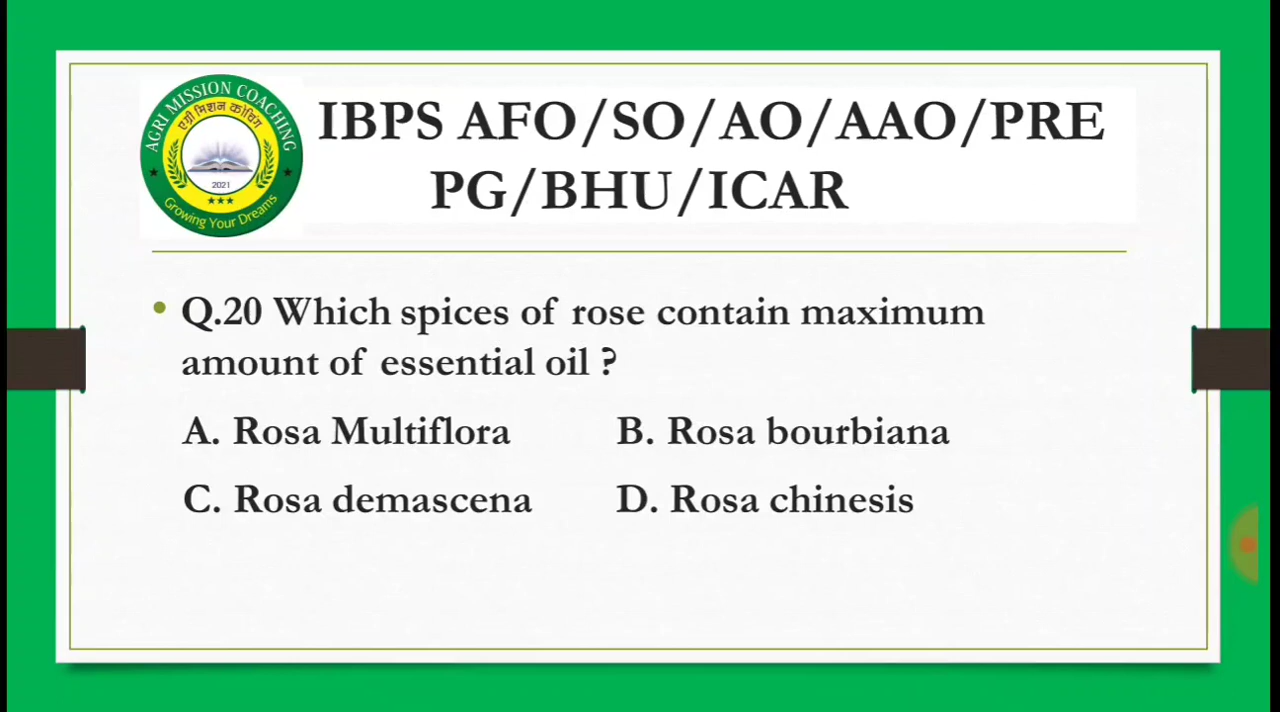 AGRI MISSION COACHING
एग्री मिशन कोचिंग
2021
Growing Your Dreams
IBPS AFO/SO/AO/AAO/PRE
PG/BHU/ICAR
• Q.20 Which spices of rose contain maximum
amount of essential oil ?
A. Rosa Multiflora B. Rosa bourbiana
C. Rosa demascena D. Rosa chinesis